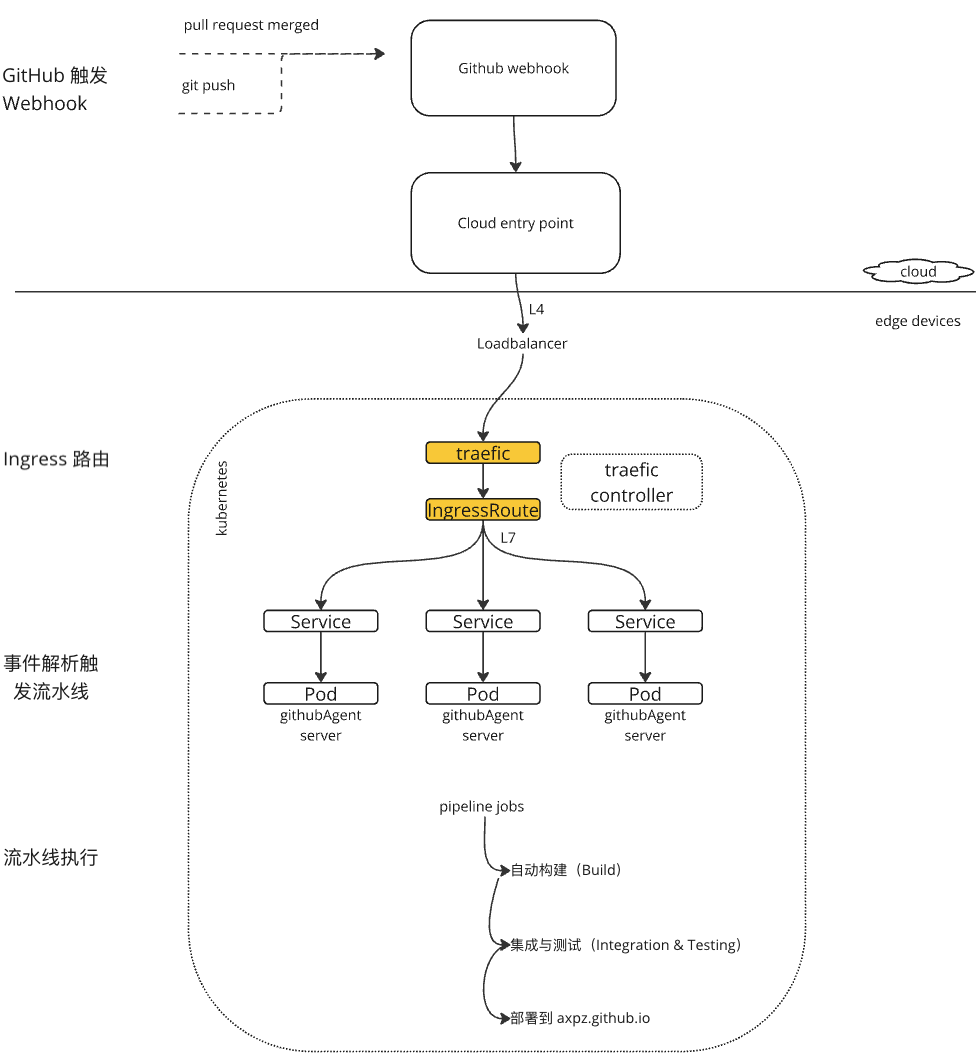 pull request merged
GitHub 触发
Webhook
git push
Github webhook
Cloud entry point
cloud
L4
edge devices
Loadbalancer
Ingress 路由
kubernetes
traefic
traefic
controller
IngressRoute
L7
Service
Service
Service
事件解析触
发流水线
Pod
Pod
Pod
githubAgent
server
githubAgent
server
githubAgent
server
pipeline jobs
流水线执行
自动构建（Build）
集成与测试（Integration & Testing）
部署到 axpz.github.io